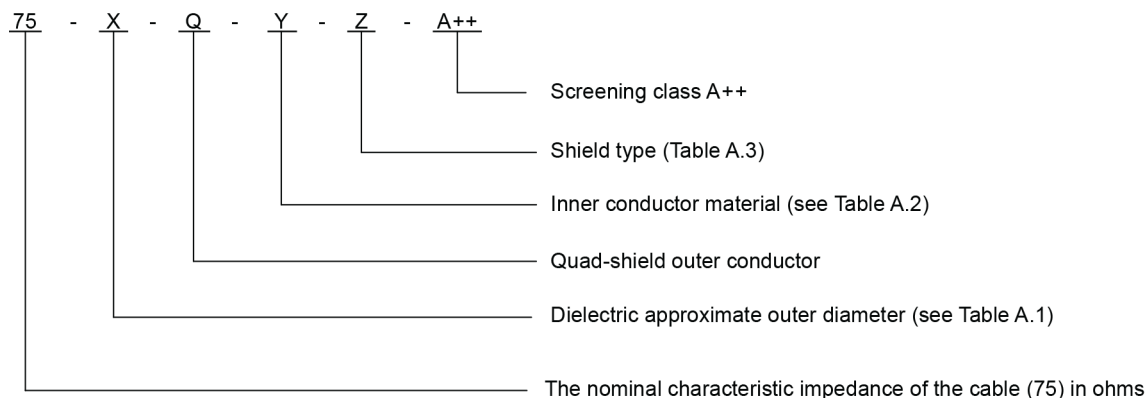 75 - X - Q - Y - Z - A++
Screening class A++
Shield type (Table A.3)
Inner conductor material (see Table A.2)
Quad-shield outer conductor
Dielectric approximate outer diameter (see Table A.1)
The nominal characteristic impedance of the cable (75) in ohms